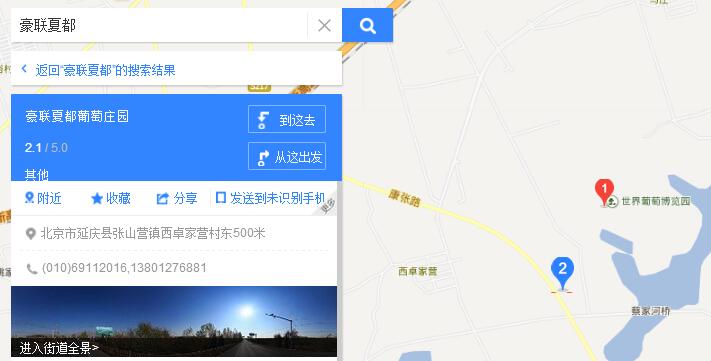 豪联夏都
返回“豪联夏都”的搜索结果
S217
豪联夏都葡萄庄园
到这去
2.1 / 5.0
从这出发
其他
附近
收藏
分享
发送到未识别手机
更多
北京市延庆县张山营镇西卓家营村东500米
(010)69112016,13801276881
进入街道全景>
康张路
1
世界葡萄博览园
西卓家营
2
蔡家河桥